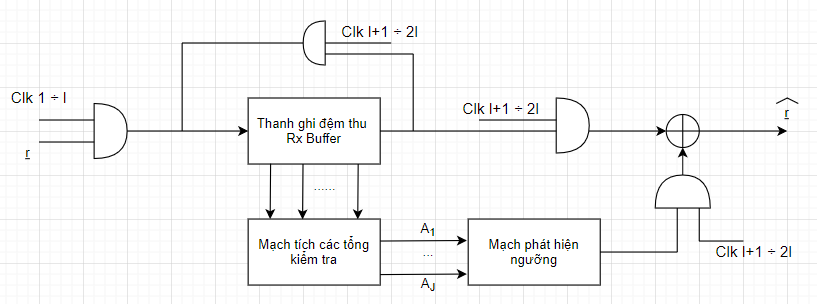 Clk l+1 ÷ 2l
Clk 1 ÷ l
r
Thanh ghi đệm thu
Rx Buffer
Clk l+1 ÷ 2l
r
......
Mạch tích các tổng
kiểm tra
A1
...
AJ
Mạch phát hiện
ngưỡng
Clk l+1 ÷ 2l